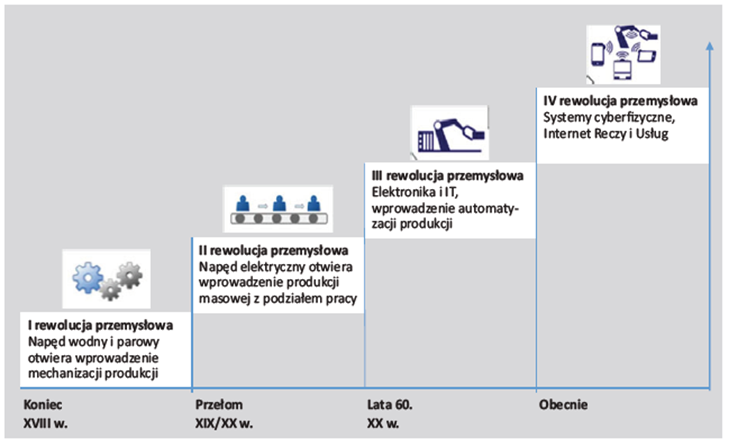 IV rewolucja przemysłowa
Systemy cyberfizyczne,
Internet Reczy i Usług
III rewolucja przemysłowa
Elektronika i IT,
wprowadzenie automaty-
zacji produkcji
II rewolucja przemysłowa
Napęd elektryczny otwiera
wprowadzenie produkcji
masowej z podziałem pracy
I rewolucja przemysłowa
Napęd wodny i parowy
otwiera wprowadzenie
mechanizacji produkcji
Koniec
XVIII w.
Przełom
XIX/XX w.
Lata 60.
XX w.
Obecnie